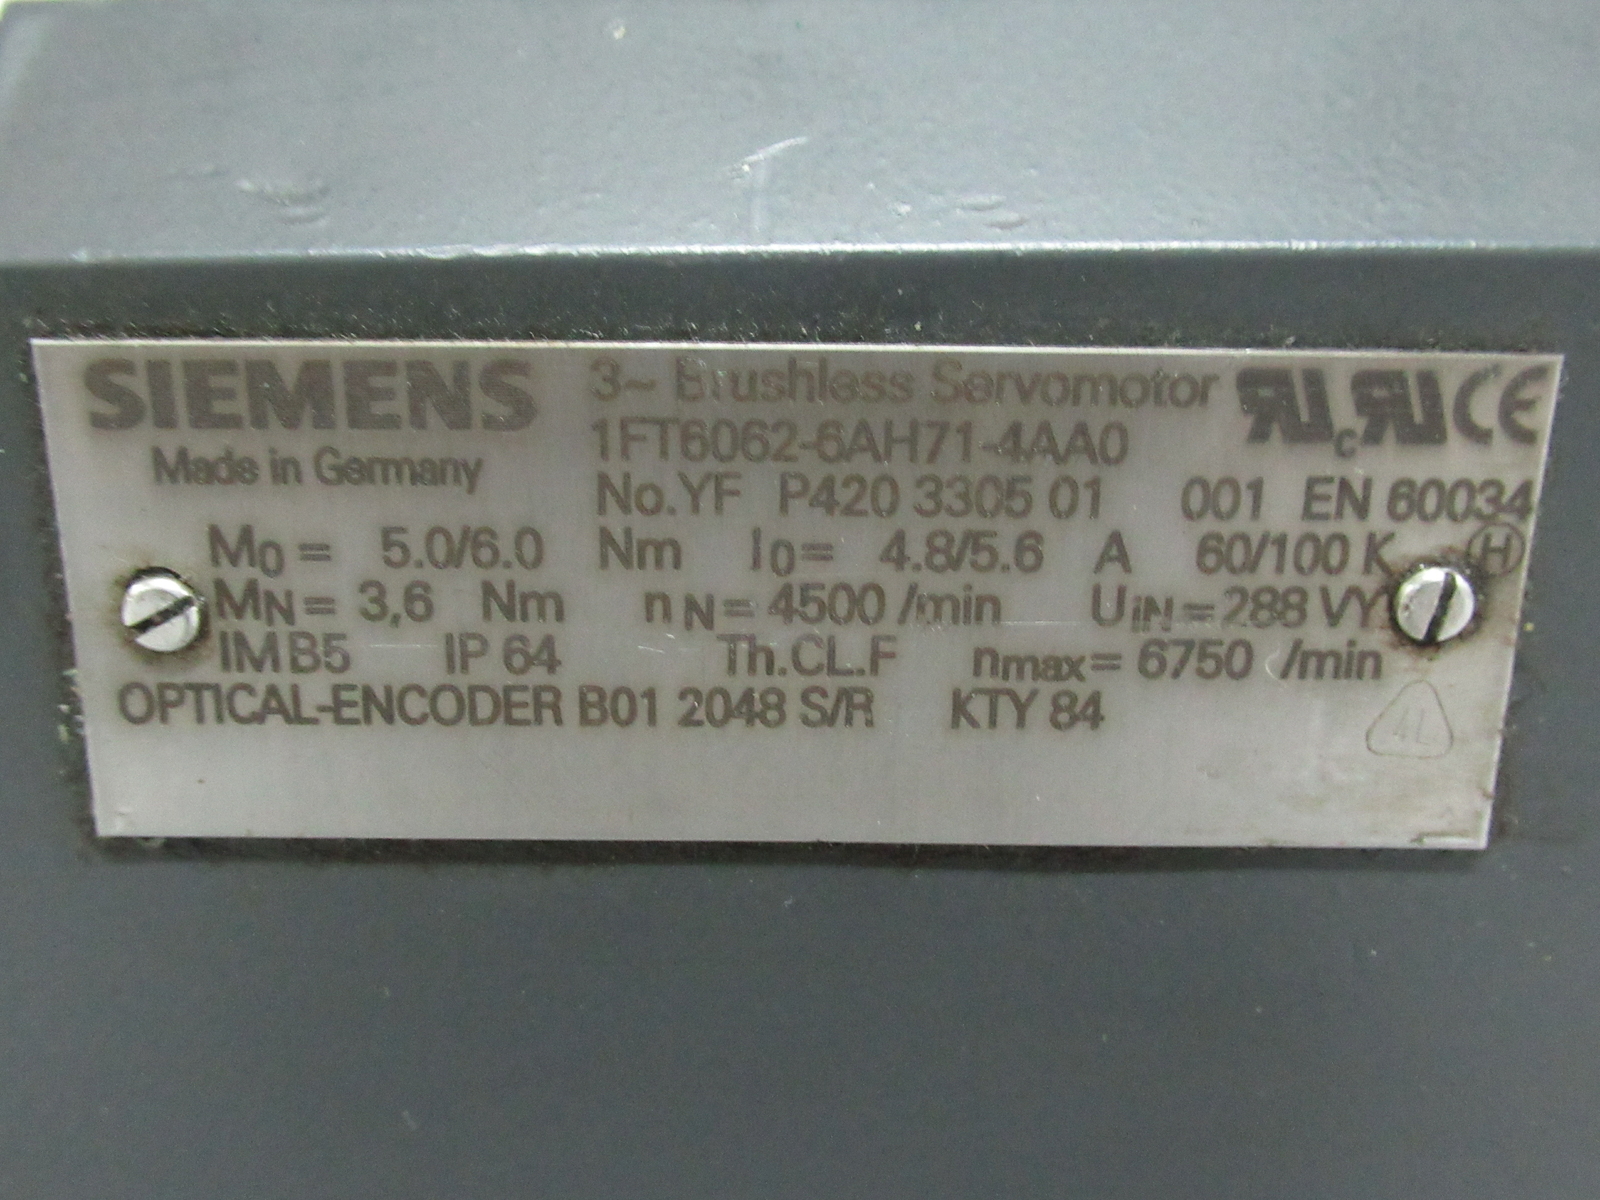 SIEMENS 3~ Brushless Servomotor
1FT6062-6AH71-4AA0
Made in Germany
No.YF P420 3305 01 001 EN 60034
M0 = 5.0/6.0 Nm I0= 4.8/5.6 A 60/100 K H
MN= 3,6 Nm nN= 4500 /min UiN=288 VY
IM B5 IP 64 Th.CL.F nmax= 6750 /min
OPTICAL-ENCODER B01 2048 S/R KTY 84
4L